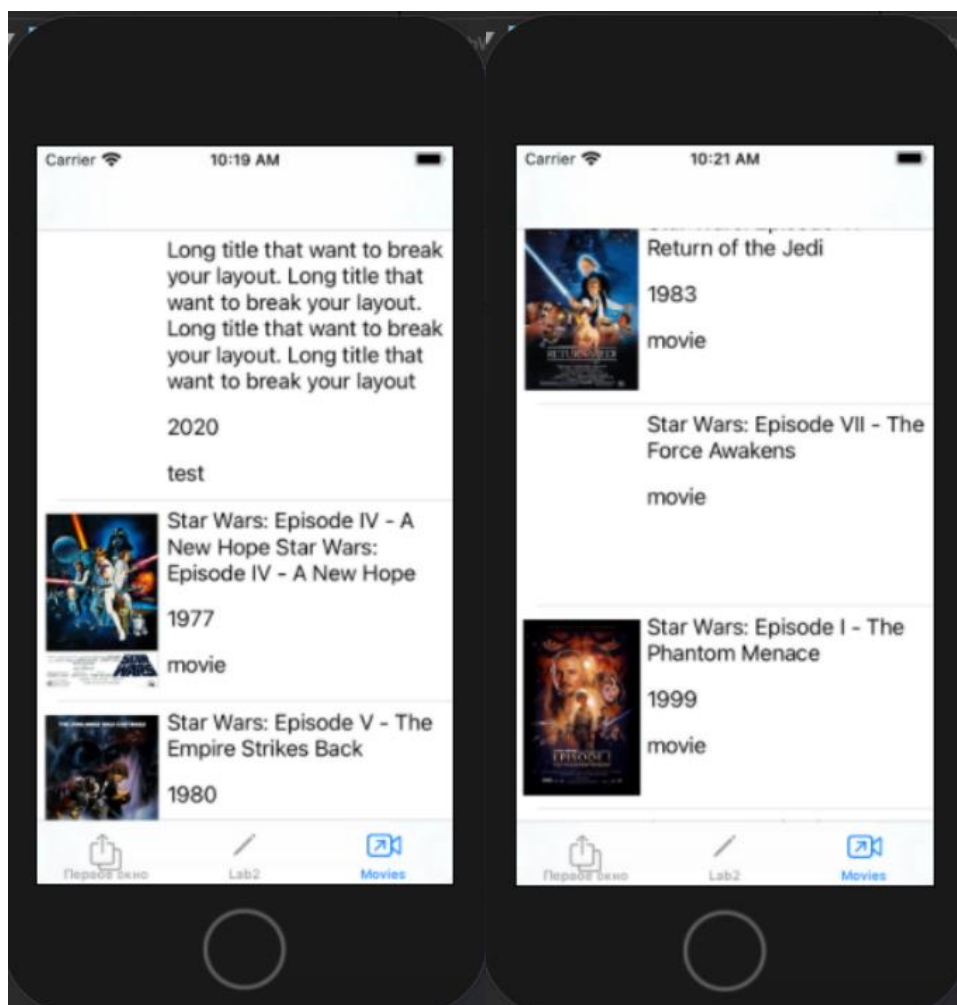 Carrier
10:19 AM
Long title that want to break
your layout. Long title that
want to break your layout.
Long title that want to break
your layout. Long title that
want to break your layout
2020
test
Star Wars: Episode IV - A
New Hope Star Wars:
Episode IV - A New Hope
1977
movie
STAR
WARS
Star Wars: Episode V - The
Empire Strikes Back
1980
Первое окно
Lab2
Movies
Carrier
10:21 AM
Return of the Jedi
1983
movie
Star Wars: Episode VII - The
Force Awakens
movie
Star Wars: Episode I - The
Phantom Menace
1999
movie
EPISODE I
Первое окно
Lab2
Movies